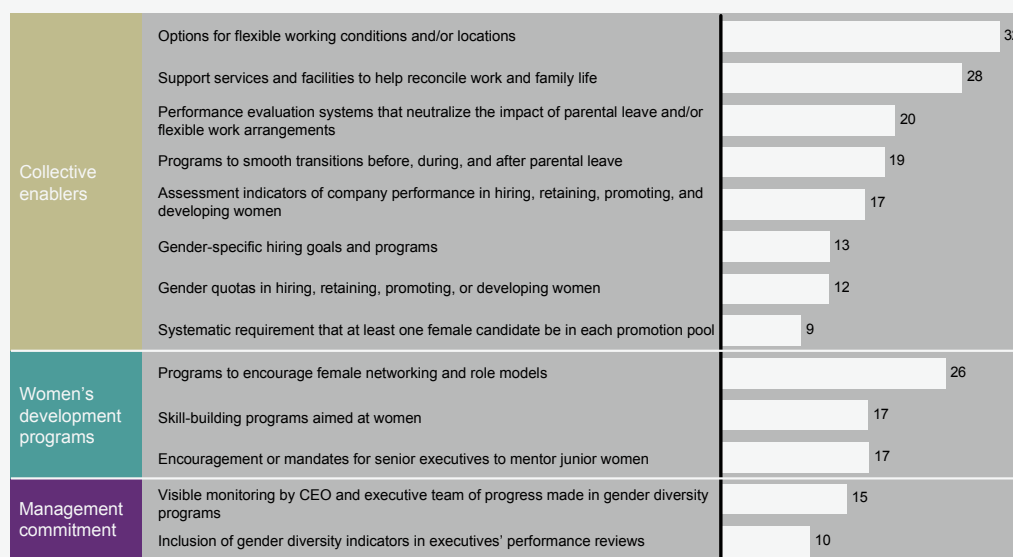 Collective
enablers
Options for flexible working conditions and/or locations
Support services and facilities to help reconcile work and family life
28
Performance evaluation systems that neutralize the impact of parental leave and/or
flexible work arrangements
20
Programs to smooth transitions before, during, and after parental leave
19
Assessment indicators of company performance in hiring, retaining, promoting, and
developing women
17
Gender-specific hiring goals and programs
13
Gender quotas in hiring, retaining, promoting, or developing women
12
Systematic requirement that at least one female candidate be in each promotion pool
9
Women's
development
programs
Programs to encourage female networking and role models
26
Skill-building programs aimed at women
17
Encouragement or mandates for senior executives to mentor junior women
17
Management
commitment
Visible monitoring by CEO and executive team of progress made in gender diversity
programs
15
Inclusion of gender diversity indicators in executives' performance reviews
10